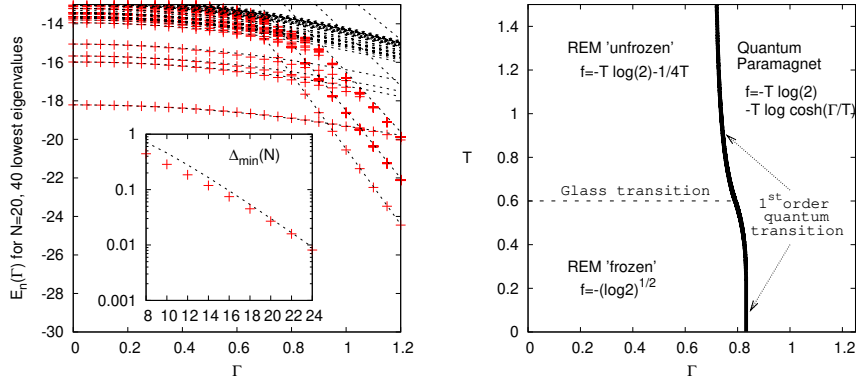 E_n(Γ) for N=20, 40 lowest eigenvalues
-14
-16
-18
-20
-22
-24
-26
-28
-30
0
0.2
0.4
0.6
0.8
1
1.2
Γ
Δ_min(N)
1
0.1
0.01
0.001
8 10 12 14 16 18 20 22 24
REM 'unfrozen'
f=-T log(2)-1/4T
Quantum
Paramagnet
f=-T log(2)
-T log cosh(Γ/T)
Glass transition
1st order
quantum
transition
REM 'frozen'
f=-(log2)^1/2
T
1.4
1.2
1
0.8
0.6
0.4
0.2
0
0 0.2 0.4 0.6 0.8 1 1.2
Γ